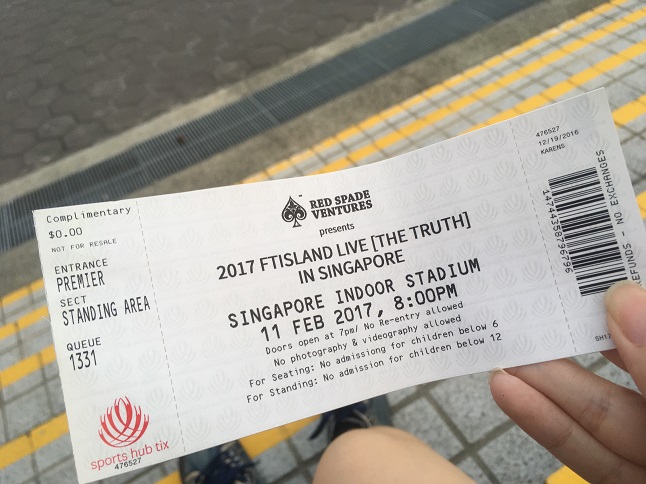 Complimentary
$0.00
NOT FOR RESALE
ENTRANCE
PREMIER
SECT
STANDING AREA
QUEUE
1331
sports hub tix
476527
RED SPADE
VENTURES
presents
2017 FTISLAND LIVE [THE TRUTH]
IN SINGAPORE
SINGAPORE INDOOR STADIUM
11 FEB 2017, 8:00PM
Doors open at 7pm/ No Re-entry allowed
No photography & videography allowed
For Seating: No admissiong for children below 6
For Standing: No admission for children below 12
476527
12/19/2016
KARENS
14744358796796
- NO EXCHANGES